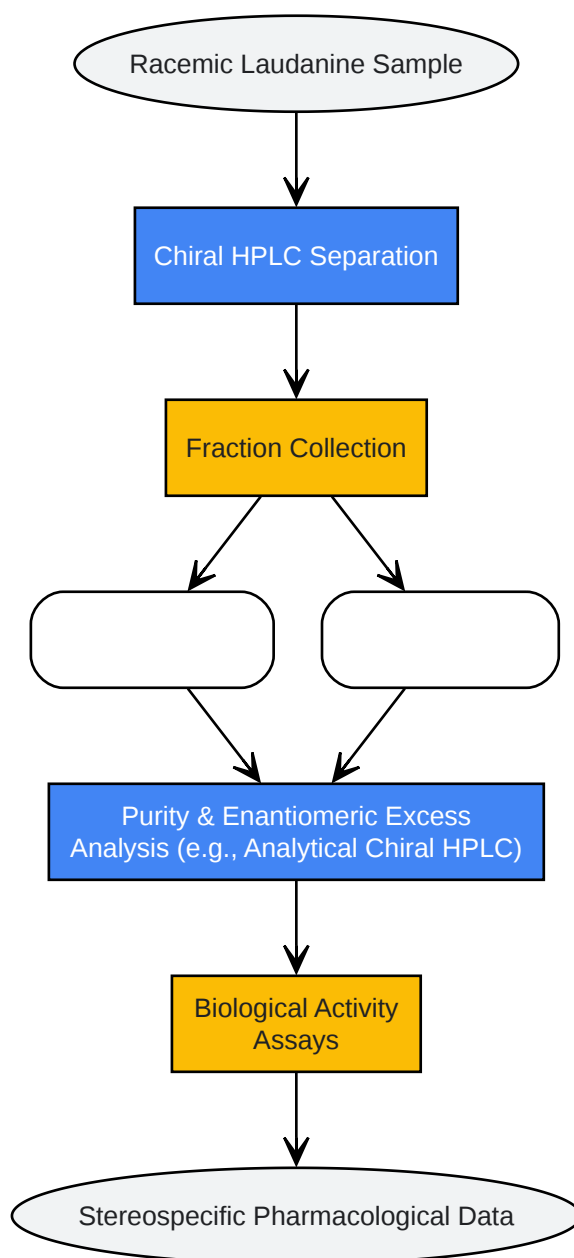 Racemic Laudanine Sample
Chiral HPLC Separation
Fraction Collection
Purity & Enantiomeric Excess
Analysis (e.g., Analytical Chiral HPLC)
Biological Activity
Assays
Stereospecific Pharmacological Data